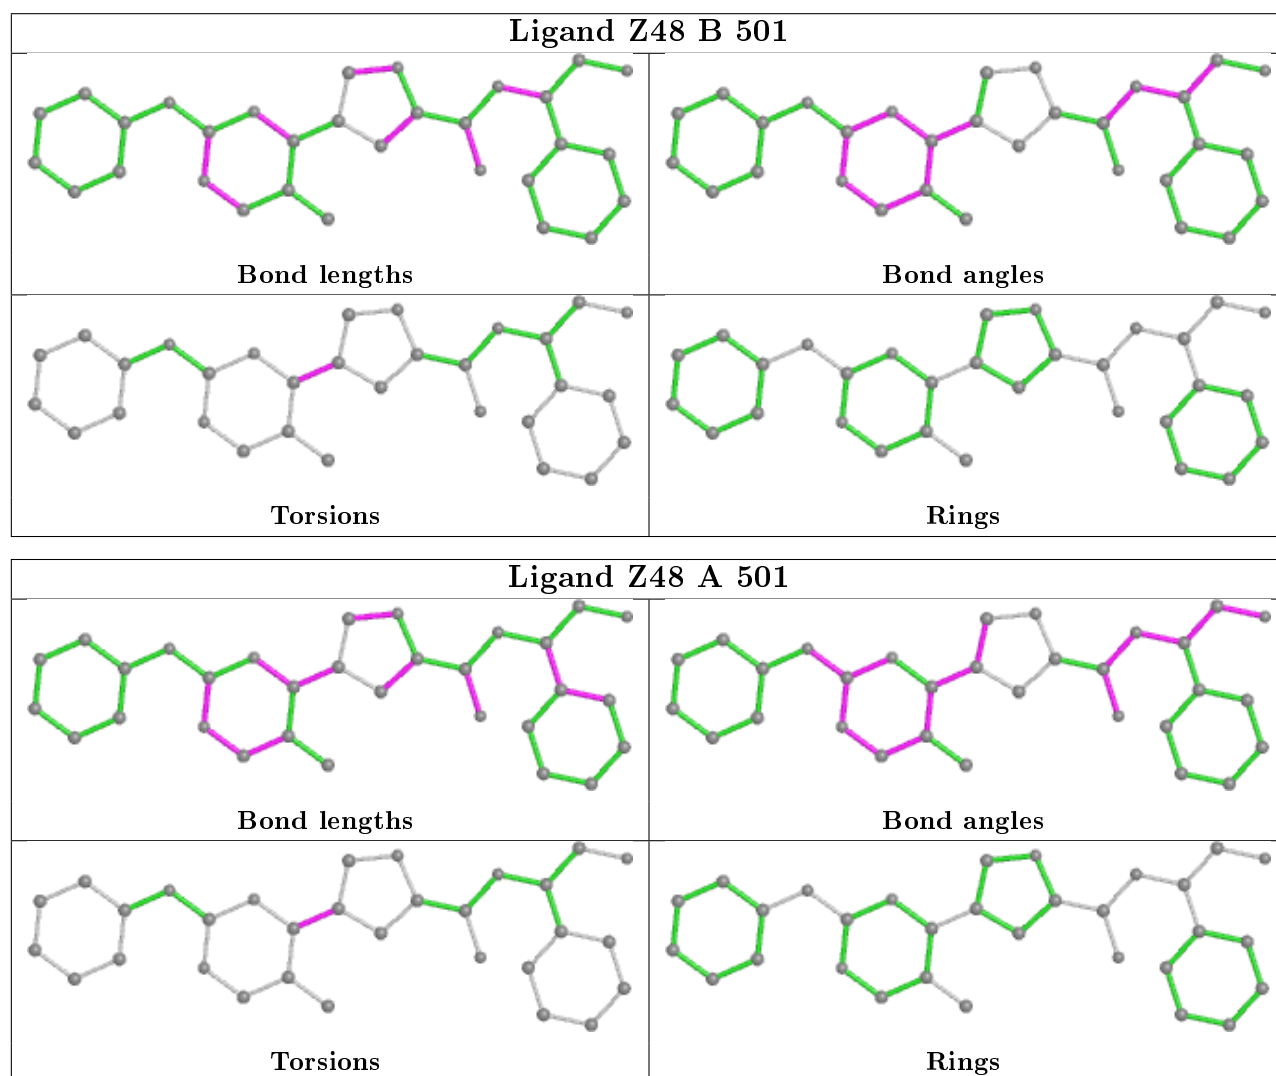 Ligand Z48 B 501
Bond lengths
Bond angles
Torsions
Rings
Ligand Z48 A 501
Bond lengths
Bond angles
Torsions
Rings